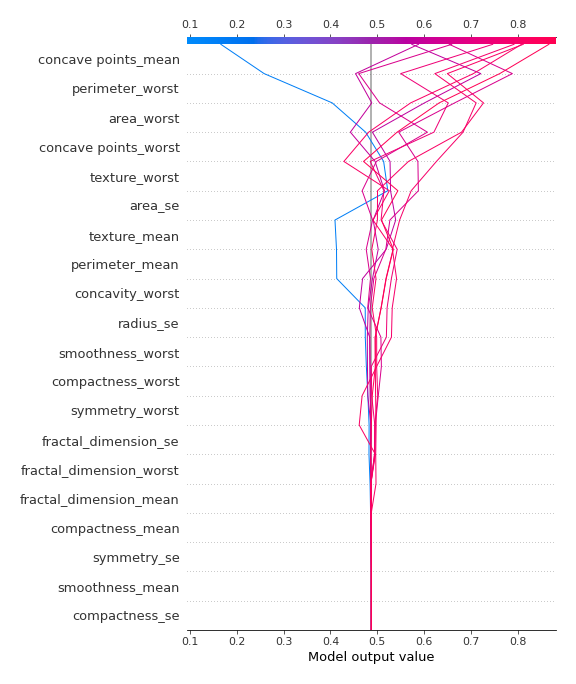 0.1 0.2 0.3 0.4 0.5 0.6 0.7 0.8
concave points_mean
perimeter_worst
area_worst
concave points_worst
texture_worst
area_se
texture_mean
perimeter_mean
concavity_worst
radius_se
smoothness_worst
compactness_worst
symmetry_worst
fractal_dimension_se
fractal_dimension_worst
fractal_dimension_mean
compactness_mean
symmetry_se
smoothness_mean
compactness_se
0.1 0.2 0.3 0.4 0.5 0.6 0.7 0.8
Model output value